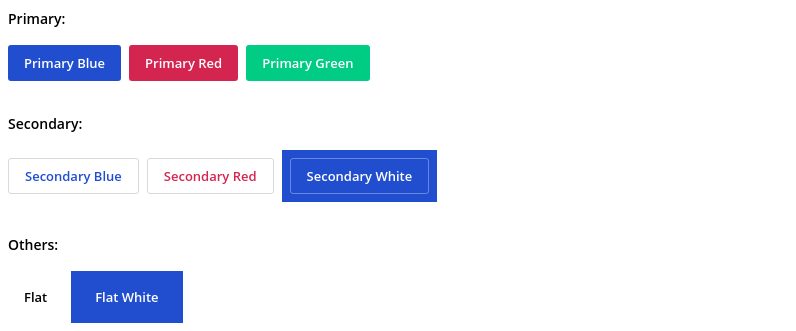 Primary:
Primary Blue Primary Red Primary Green
Secondary:
Secondary Blue Secondary Red Secondary White
Others:
Flat Flat White